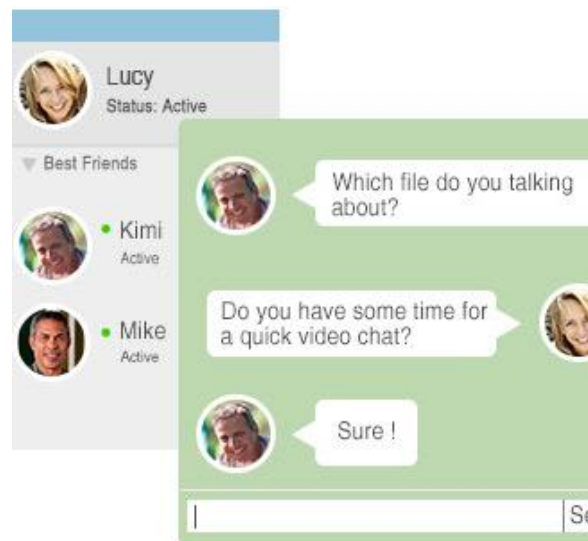 Lucy
Status: Active
Best Friends
Kimi
Active
Mike
Active
Which file do you talking
about?
Do you have some time for
a quick video chat?
Sure !